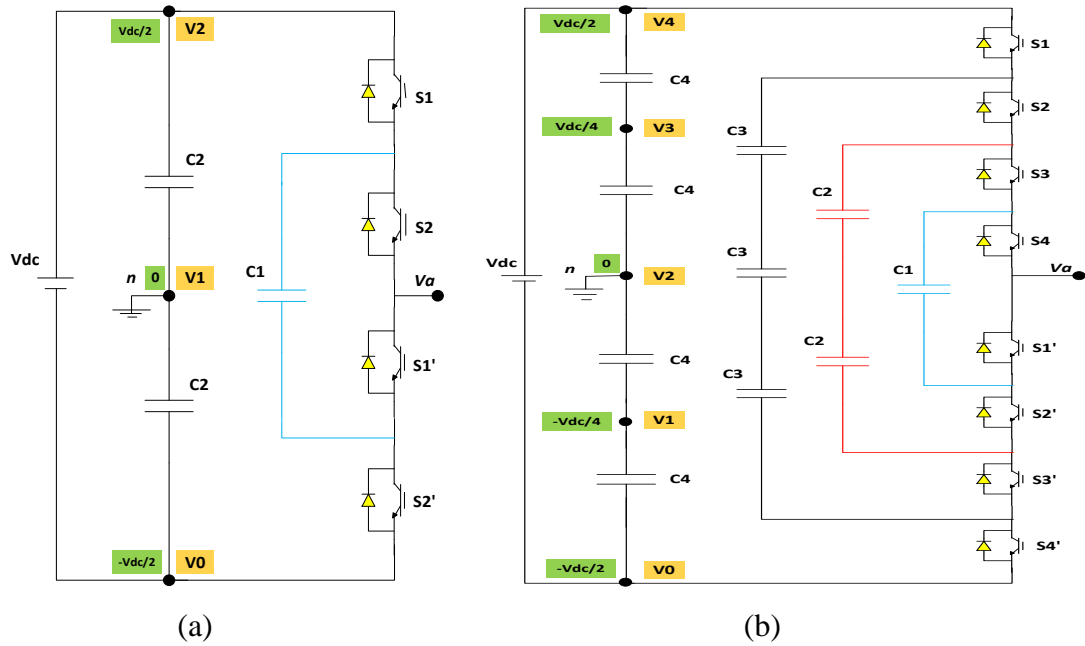 Vdc/2 V2
S1
C2
S2
Vdc
n 0 V1
C1
Va
S1'
C2
S2'
-Vdc/2 V0
(a)
Vdc/2 V4
S1
C4
S2
Vdc/4 V3
C3
S3
C4
C2
S4
Vdc
n 0 V2
C3
C1
Va
S1'
C4
C2
C3
S2'
-Vdc/4 V1
C4
S3'
S4'
-Vdc/2 V0
(b)